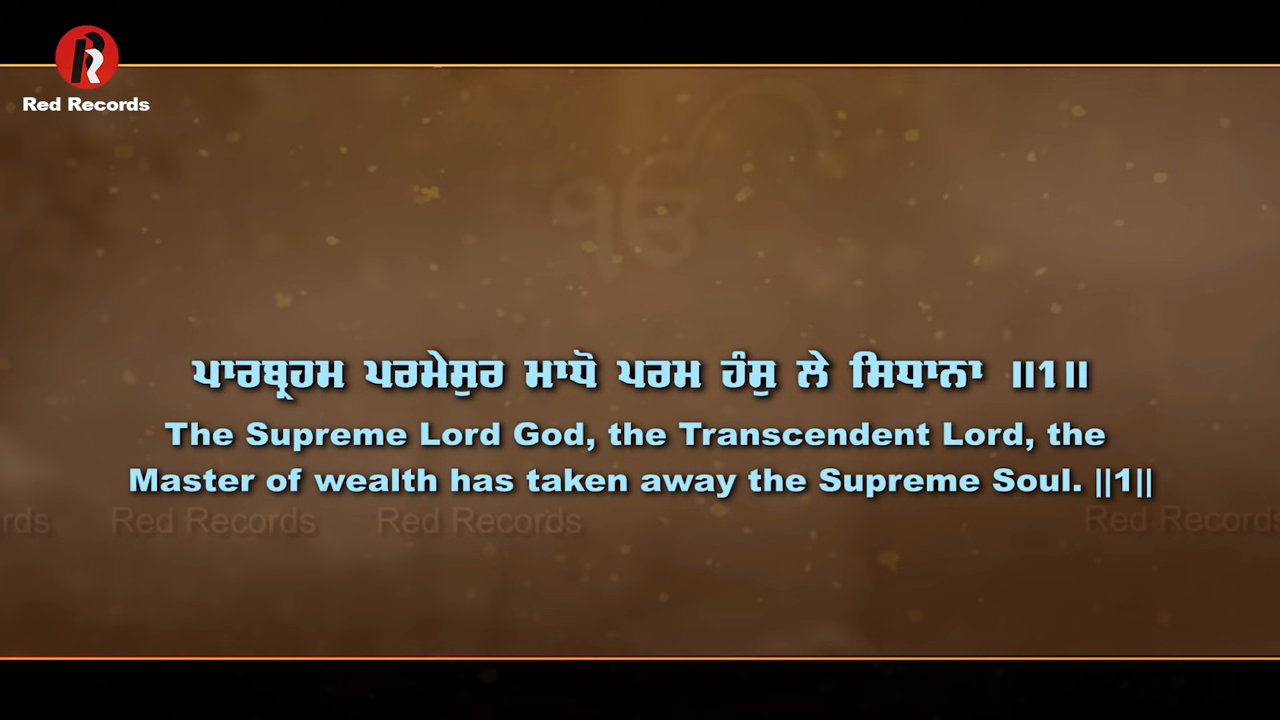 Red Records
ਪਾਰਬ੍ਰਹਮ ਪਰਮੇਸੁਰ ਮਾਧੋ ਪਰਮ ਹੰਸੁ ਲੇ ਸਿਧਾਨਾ ॥1॥
The Supreme Lord God, the Transcendent Lord, the
Master of wealth has taken away the Supreme Soul. ||1||
ords Red Records Red Records Red Records
ੴ